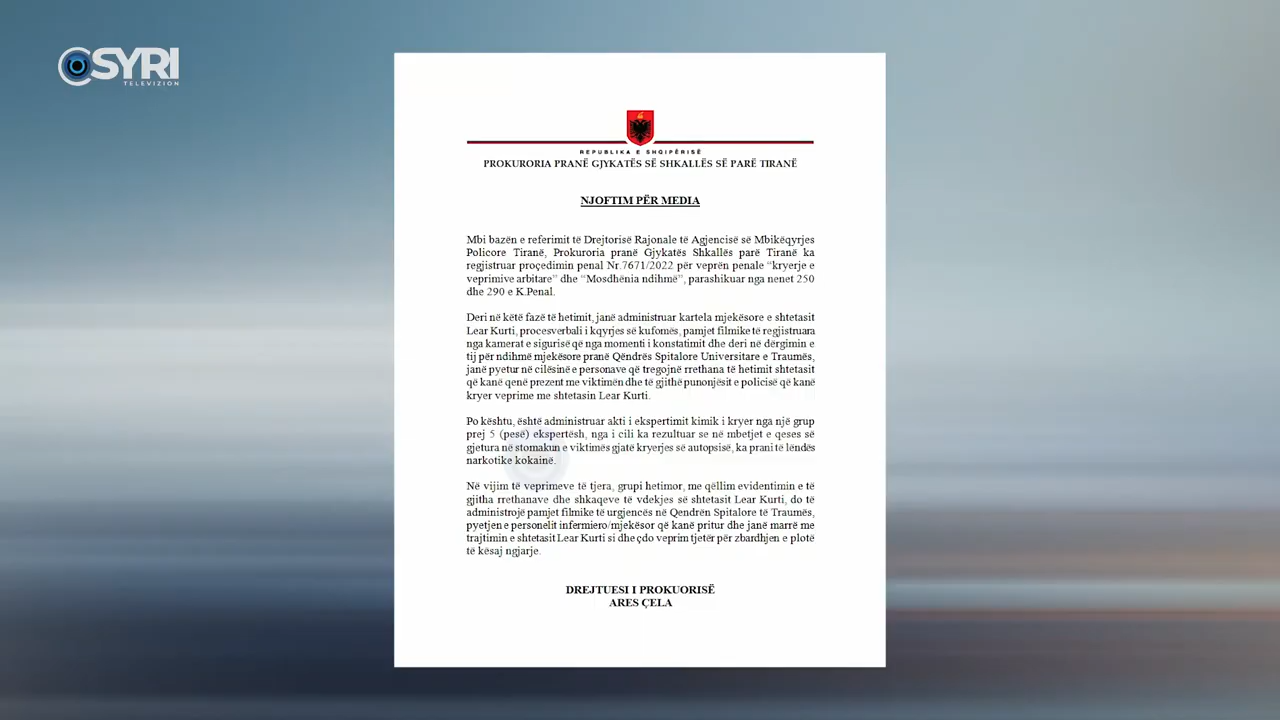 SYRI
TELEVIZION
REPUBLIKA E SHQIPËRISË
PROKURORIA PRANË GJYKATËS SË SHKALLËS SË PARË TIRANË
NJOFTIM PËR MEDIA
Mbi bazën e referimit të Drejtorisë Rajonale të Agjencisë së Mbikëqyrjes
Policore Tiranë, Prokuroria pranë Gjykatës Shkallës parë Tiranë ka
regjistruar proçedimin penal Nr.7671/2022 për veprën penale “kryerje e
veprimive arbitare” dhe “Mosdhënia ndihmë”, parashikuar nga nenet 250
dhe 290 e K.Penal.
Deri në këtë fazë të hetimit, janë administruar kartela mjekësore e shtetasit
Lear Kurti, procesverbali i kqyrjes së kufomës, pamjet filmike të regjistruara
nga kamerat e sigurisë që nga momenti i konstatimit dhe deri në dërgimin e
tij për ndihmë mjekësore pranë Qëndrës Spitalore Universitare e Traumës,
janë pyetur në cilësinë e personave që tregojnë rrethana të hetimit shtetasit
që kanë qenë prezent me viktimën dhe të gjithë punonjësit e policisë që kanë
kryer veprime me shtetasin Lear Kurti.
Po kështu, është administruar akti i ekspertimit kimik i kryer nga një grup
prej 5 (pesë) ekspertësh, nga i cili ka rezultuar se në mbetjet e qeses së
gjetura në stomakun e viktimës gjatë kryerjes së autopsisë, ka prani të lëndës
narkotike kokainë.
Në vijim të veprimeve të tjera, grupi hetimor, me qëllim evidentimin e të
gjitha rrethanave dhe shkaqeve të vdekjes së shtetasit Lear Kurti, do të
administrojë pamjet filmike të urgjencës në Qendrën Spitalore të Traumës,
pyetjen e personelit infermiero/mjekësor që kanë pritur dhe janë marrë me
trajtimin e shtetasit Lear Kurti si dhe çdo veprim tjetër për zbardhjen e plotë
të kësaj ngjarje.
DREJTUESI I PROKUORISË
ARES ÇELA